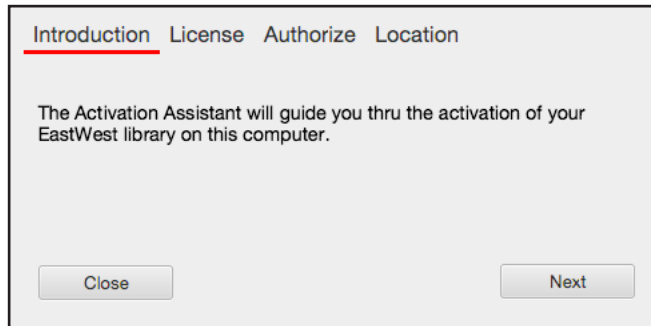 Introduction License Authorize Location
The Activation Assistant will guide you thru the activation of your
EastWest library on this computer.
Close Next